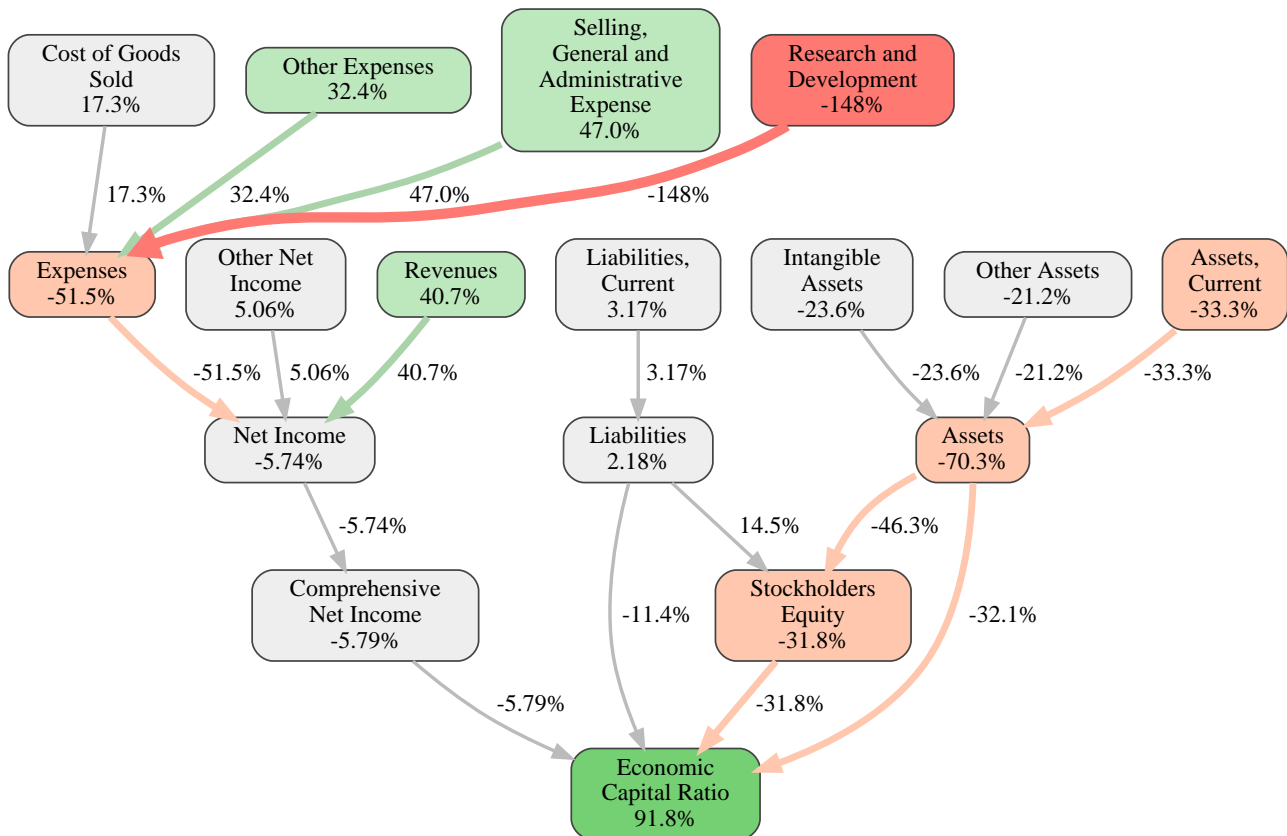 Cost of Goods
Sold
17.3%
Other Expenses
32.4%
Selling,
General and
Administrative
Expense
47.0%
Research and
Development
-148%
17.3%
32.4%
47.0%
-148%
Expenses
-51.5%
Other Net
Income
5.06%
Revenues
40.7%
Liabilities,
Current
3.17%
Intangible
Assets
-23.6%
Other Assets
-21.2%
Assets,
Current
-33.3%
-51.5%
5.06%
40.7%
3.17%
-23.6%
-21.2%
-33.3%
Net Income
-5.74%
Liabilities
2.18%
Assets
-70.3%
-5.74%
14.5%
-46.3%
Comprehensive
Net Income
-5.79%
-11.4%
Stockholders
Equity
-31.8%
-32.1%
-5.79%
-31.8%
Economic
Capital Ratio
91.8%